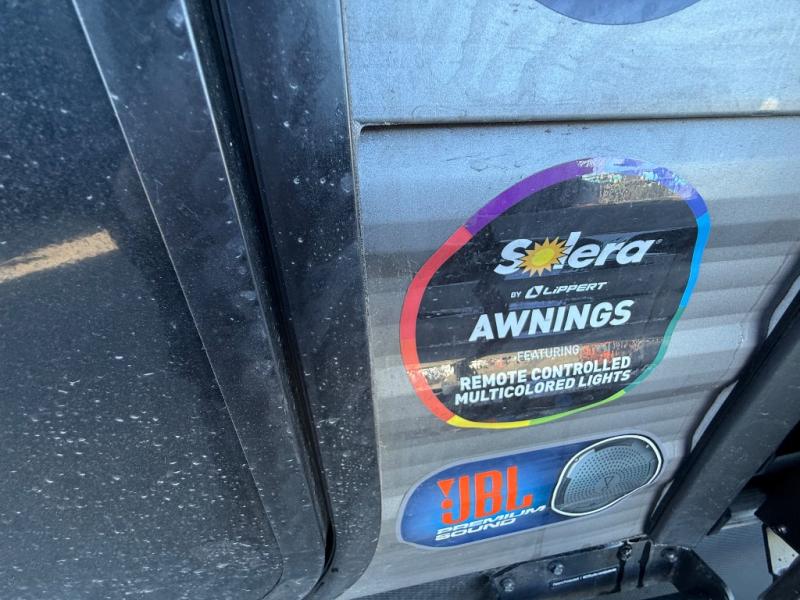 Solera
BY LIPPERT
AWNINGS
FEATURING
REMOTE CONTROLLED
MULTICOLORED LIGHTS
JBL
PREMIUM
SOUND